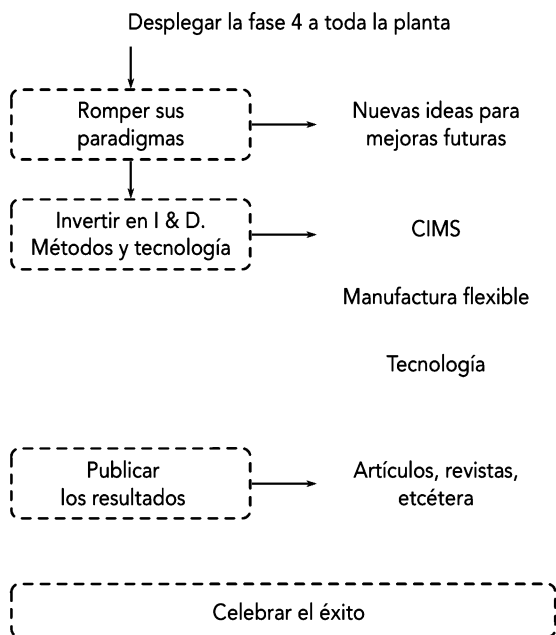 Desplegar la fase 4 a toda la planta
Romper sus
paradigmas
Nuevas ideas para
mejoras futuras
Invertir en I & D.
Métodos y tecnología
CIMS
Manufactura flexible
Tecnología
Publicar
los resultados
Artículos, revistas,
etcétera
Celebrar el éxito